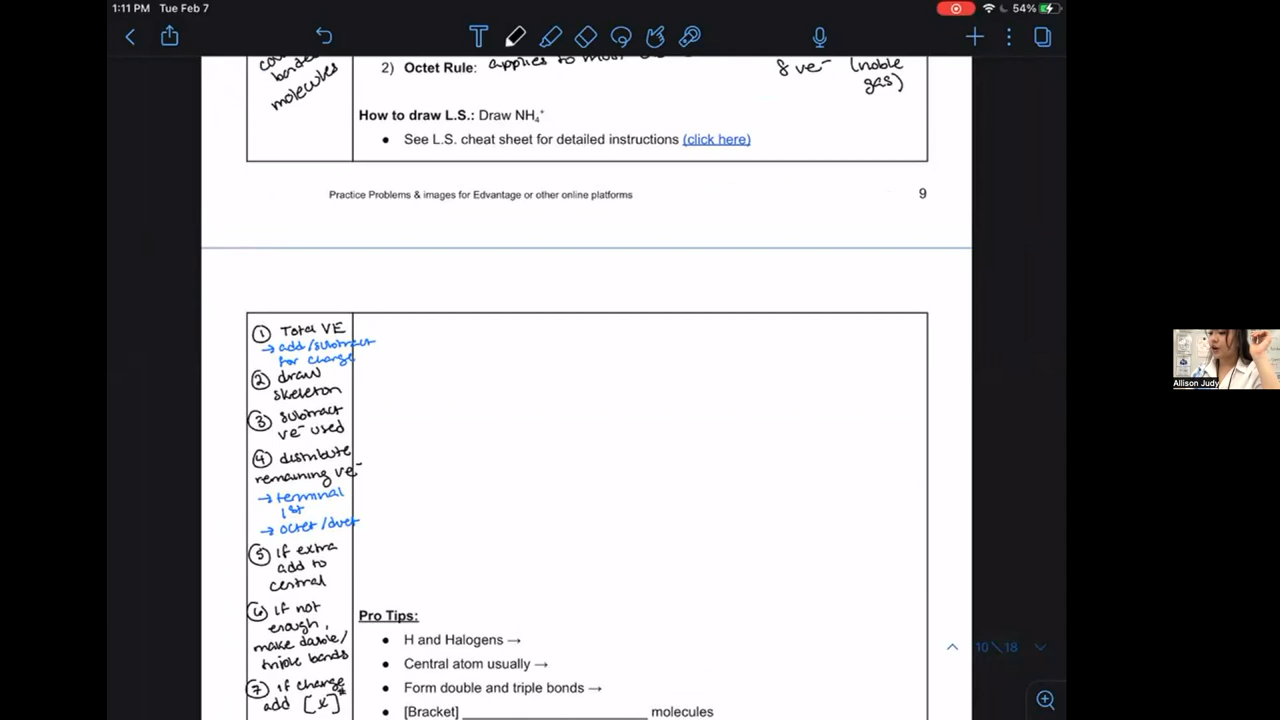 1:11 PM Tue Feb 7
54%
bonded
molecules
2) Octet Rule: applies to most
8 ve⁻ (noble
gas)
How to draw L.S.: Draw NH₄⁺
● See L.S. cheat sheet for detailed instructions (click here)
Practice Problems & images for Edvantage or other online platforms
9
① Total VE
→ add/subtract
for charge
② draw
skeleton
③ subtract
ve⁻ used
④ distribute
remaining ve⁻
→ terminal
1st
→ octet/duet
⑤ if extra
add to
central
⑥ if not
enough,
make double/
triple bonds
⑦ if charge
add [x]±
Pro Tips:
● H and Halogens →
● Central atom usually →
● Form double and triple bonds →
● [Bracket] ______________________________ molecules
10\18
Allison Judy